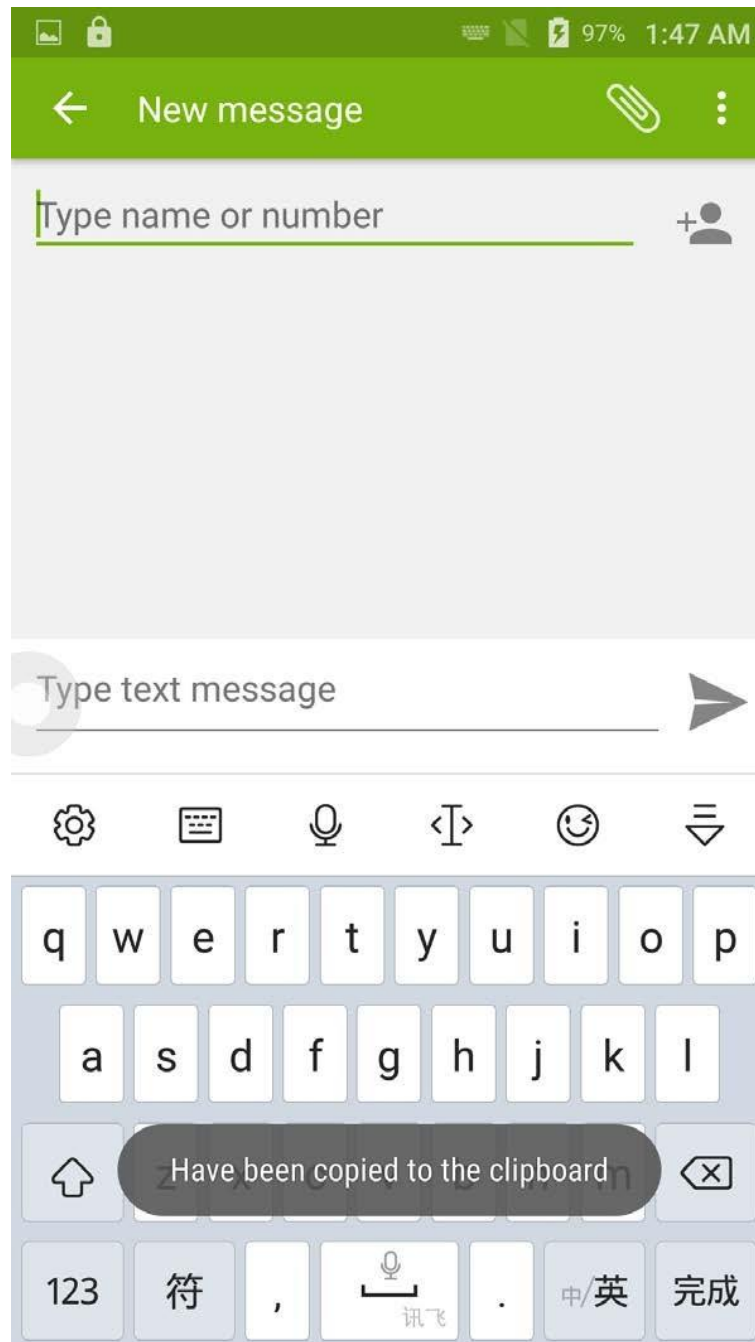 97% 1:47 AM
New message
Type name or number
Type text message
q w e r t y u i o p
a s d f g h j k l
Have been copied to the clipboard
123 符 , 讯飞 . 中/英 完成